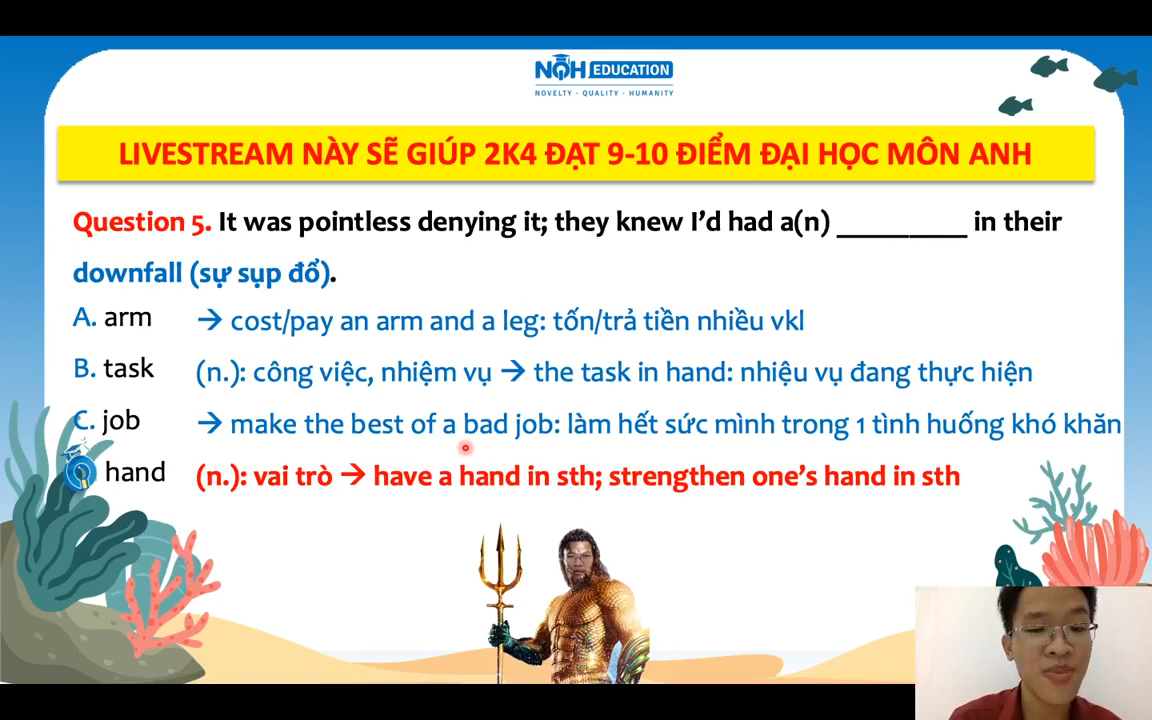 NQH EDUCATION
NOVELTY - QUALITY - HUMANITY
LIVESTREAM NÀY SẼ GIÚP 2K4 ĐẠT 9-10 ĐIỂM ĐẠI HỌC MÔN ANH
Question 5. It was pointless denying it; they knew I’d had a(n) _________ in their
downfall (sự sụp đổ).
A. arm → cost/pay an arm and a leg: tốn/trả tiền nhiều vkl
B. task (n.): công việc, nhiệm vụ → the task in hand: nhiệu vụ đang thực hiện
C. job → make the best of a bad job: làm hết sức mình trong 1 tình huống khó khăn
hand (n.): vai trò → have a hand in sth; strengthen one’s hand in sth